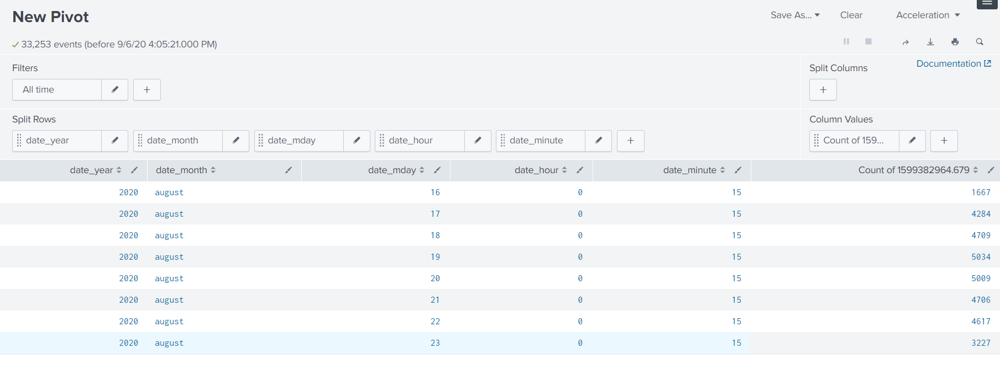 New Pivot
Save As...
Clear
Acceleration
33,253 events (before 9/6/20 4:05:21.000 PM)
Filters
Split Columns
Documentation
All time
+
+
Split Rows
Column Values
date_year
date_month
date_mday
date_hour
date_minute
+
Count of 159...
+
date_year date_month date_mday date_hour date_minute Count of 1599382964.679
2020 august 16 0 15 1667
2020 august 17 0 15 4284
2020 august 18 0 15 4709
2020 august 19 0 15 5034
2020 august 20 0 15 5009
2020 august 21 0 15 4706
2020 august 22 0 15 4617
2020 august 23 0 15 3227